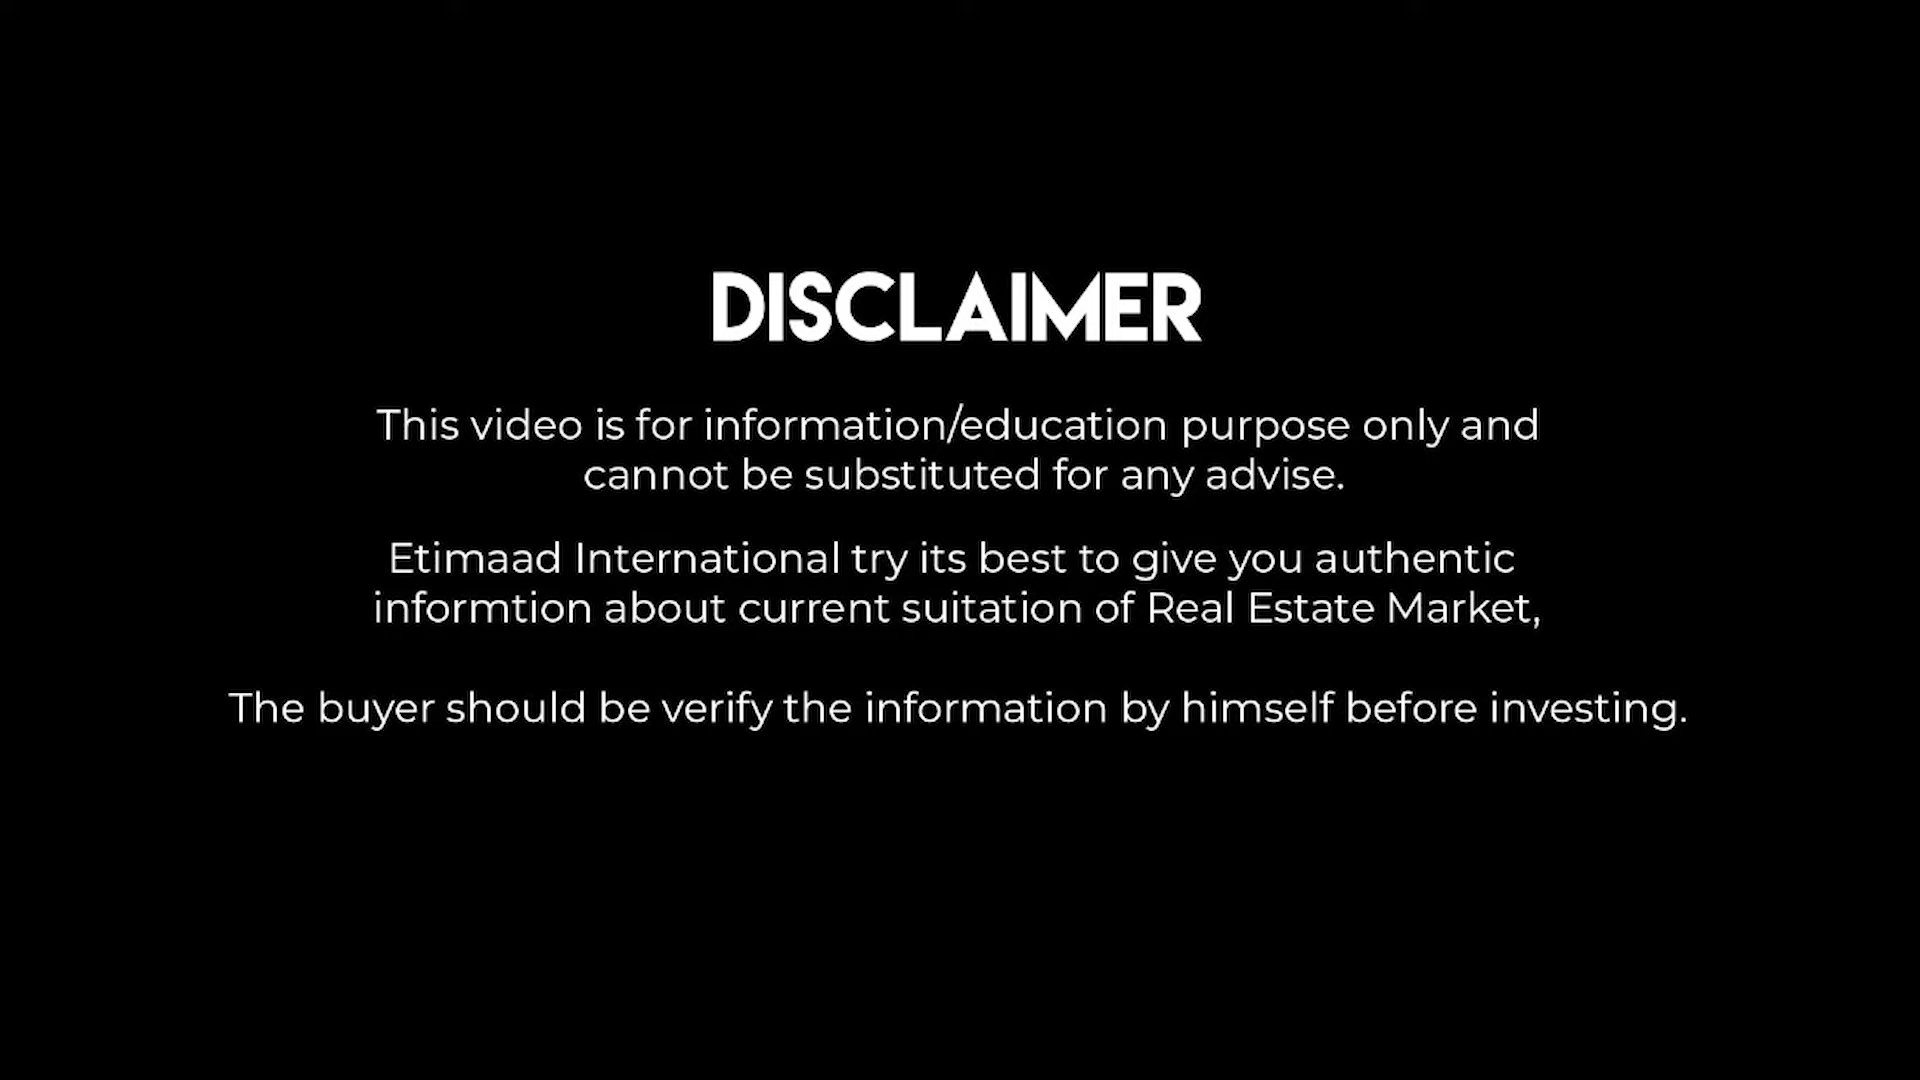 DISCLAIMER
This video is for information/education purpose only and
cannot be substituted for any advise.
Etimaad International try its best to give you authentic
informtion about current suitation of Real Estate Market,
The buyer should be verify the information by himself before investing.